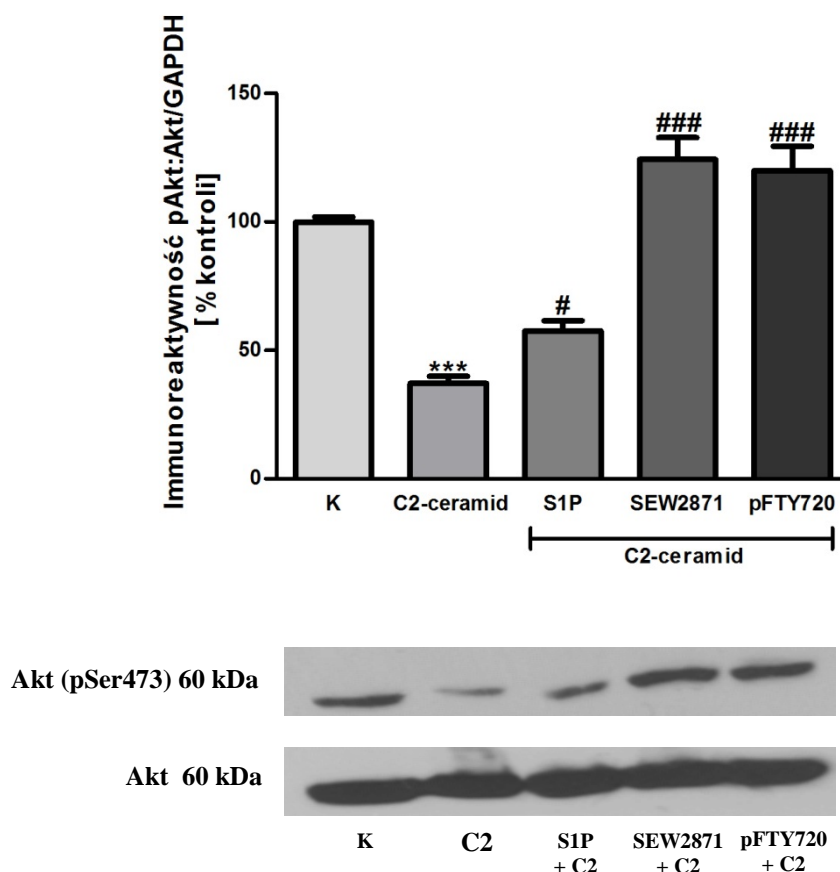 Immunoreaktywność pAkt:Akt/GAPDH
[ % kontroli]
150
100
50
0
***
#
###
###
K C2-ceramid S1P SEW2871 pFTY720
C2-ceramid
Akt (pSer473) 60 kDa
Akt 60 kDa
K C2 S1P SEW2871 pFTY720
+ C2 + C2 + C2